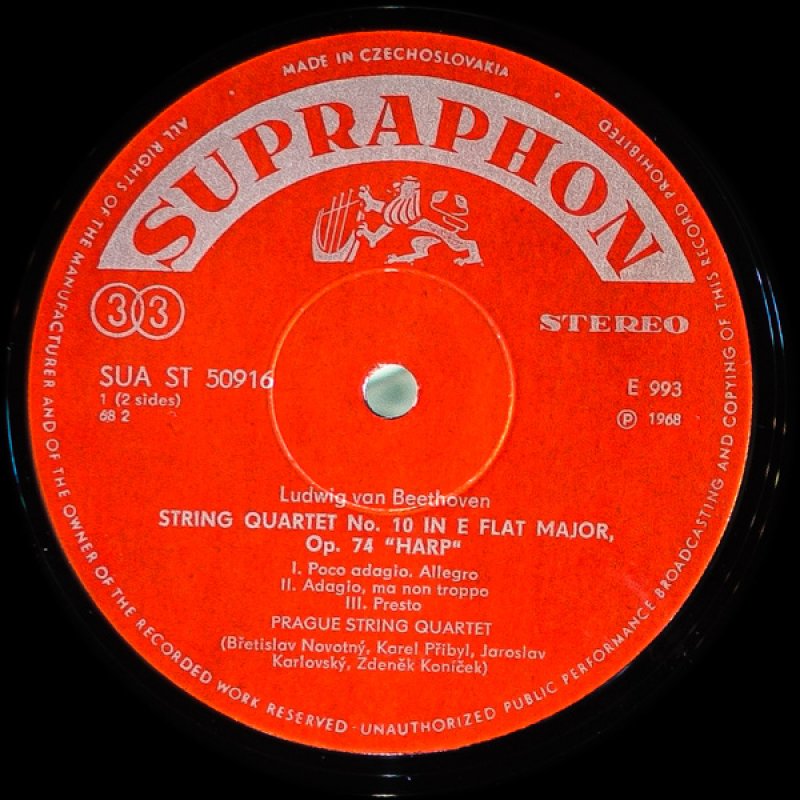 MADE IN CZECHOSLOVAKIA
SUPRAPHON
33
STEREO
SUA ST 50916
E 993
1 (2 sides)
68 2
Ⓟ 1968
Ludwig van Beethoven
STRING QUARTET No. 10 IN E FLAT MAJOR,
Op. 74 "HARP"
I. Poco adagio. Allegro
II. Adagio, ma non troppo
III. Presto
PRAGUE STRING QUARTET
(Břetislav Novotný, Karel Přibyl, Jaroslav
Karlovský, Zdeněk Koníček)
ALL RIGHTS OF THE MANUFACTURER AND OF THE OWNER OF THE RECORDED WORK RESERVED · UNAUTHORIZED PUBLIC PERFORMANCE BROADCASTING AND COPYING OF THIS RECORD PROHIBITED